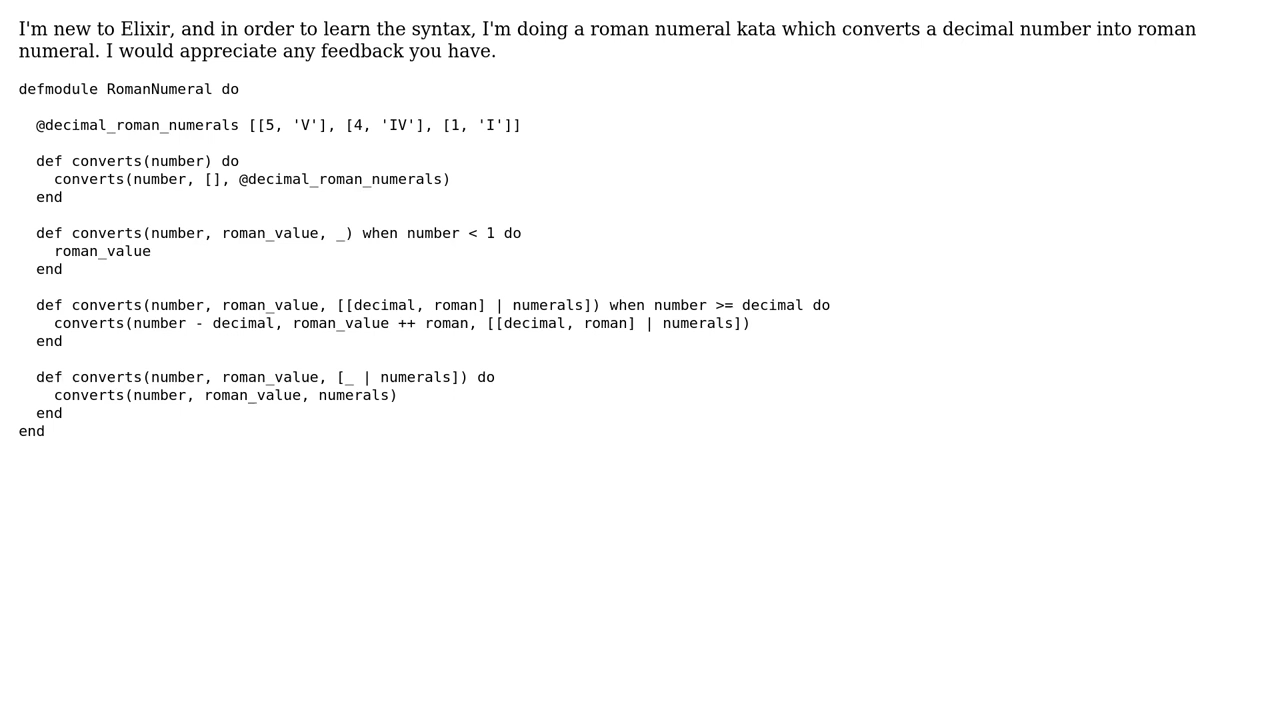 I'm new to Elixir, and in order to learn the syntax, I'm doing a roman numeral kata which converts a decimal number into roman
numeral. I would appreciate any feedback you have.
defmodule RomanNumeral do
  @decimal_roman_numerals [[5, 'V'], [4, 'IV'], [1, 'I']]
  def converts(number) do
    converts(number, [], @decimal_roman_numerals)
  end
  def converts(number, roman_value, _) when number < 1 do
    roman_value
  end
  def converts(number, roman_value, [[decimal, roman] | numerals]) when number >= decimal do
    converts(number - decimal, roman_value ++ roman, [[decimal, roman] | numerals])
  end
  def converts(number, roman_value, [_ | numerals]) do
    converts(number, roman_value, numerals)
  end
end